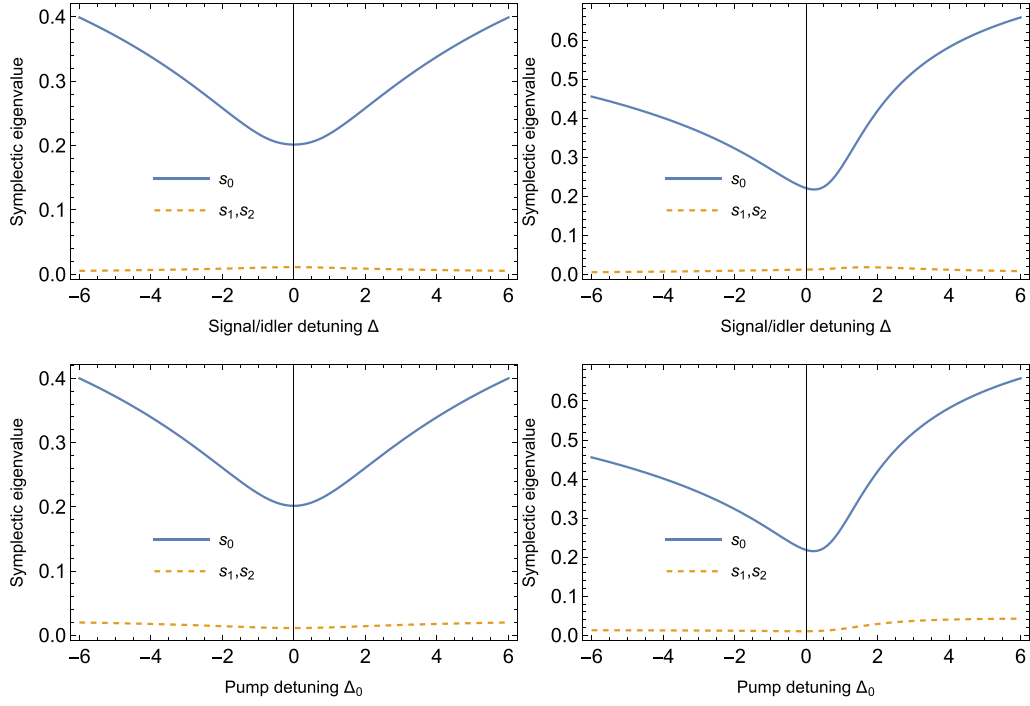 Symplectic eigenvalue
0.4
0.3
0.2
0.1
0.0
s0
s1,s2
−6 −4 −2 0 2 4 6
Signal/idler detuning Δ
Symplectic eigenvalue
0.6
0.5
0.4
0.3
0.2
0.1
0.0
s0
s1,s2
−6 −4 −2 0 2 4 6
Signal/idler detuning Δ
Symplectic eigenvalue
0.4
0.3
0.2
0.1
0.0
s0
s1,s2
−6 −4 −2 0 2 4 6
Pump detuning Δ0
Symplectic eigenvalue
0.6
0.5
0.4
0.3
0.2
0.1
0.0
s0
s1,s2
−6 −4 −2 0 2 4 6
Pump detuning Δ0